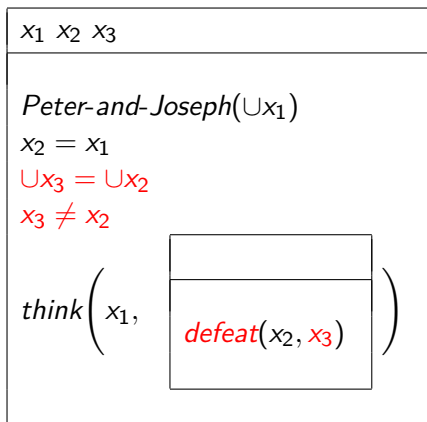 x₁ x₂ x₃
Peter-and-Joseph(∪x₁)
x₂ = x₁
∪x₃ = ∪x₂
x₃ ≠ x₂
think(x₁,
defeat(x₂, x₃)
)